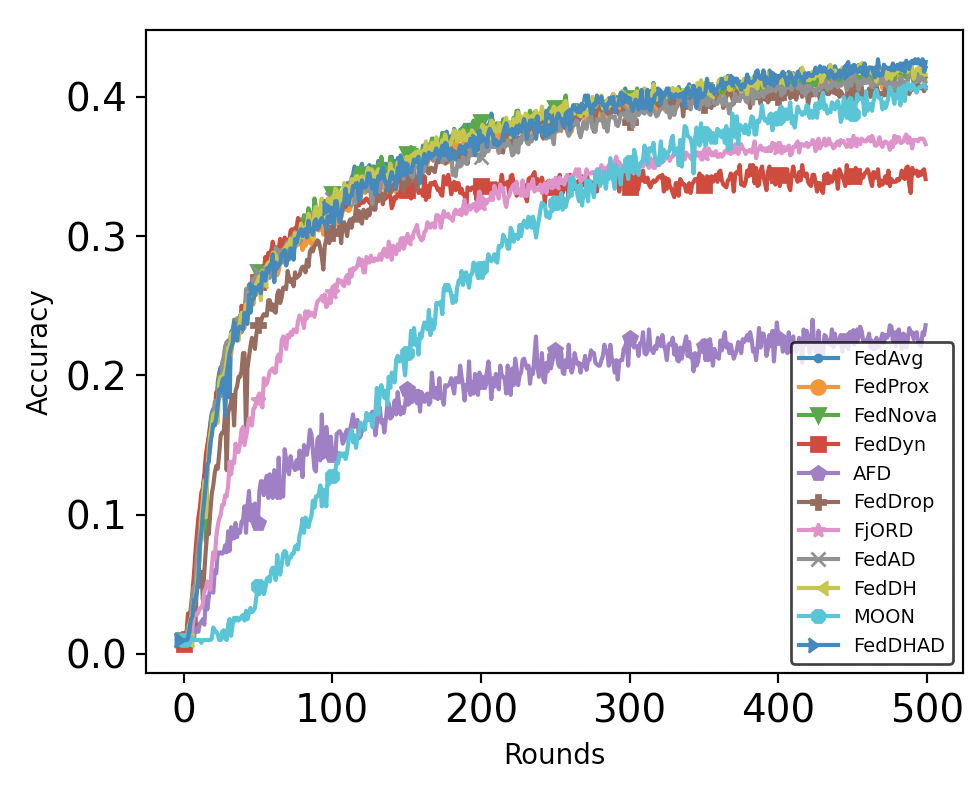 0.4
0.3
0.2
0.1
0.0
Accuracy
0
100
200
300
400
500
Rounds
FedAvg
FedProx
FedNova
FedDyn
AFD
FedDrop
FjORD
FedAD
FedDH
MOON
FedDHAD